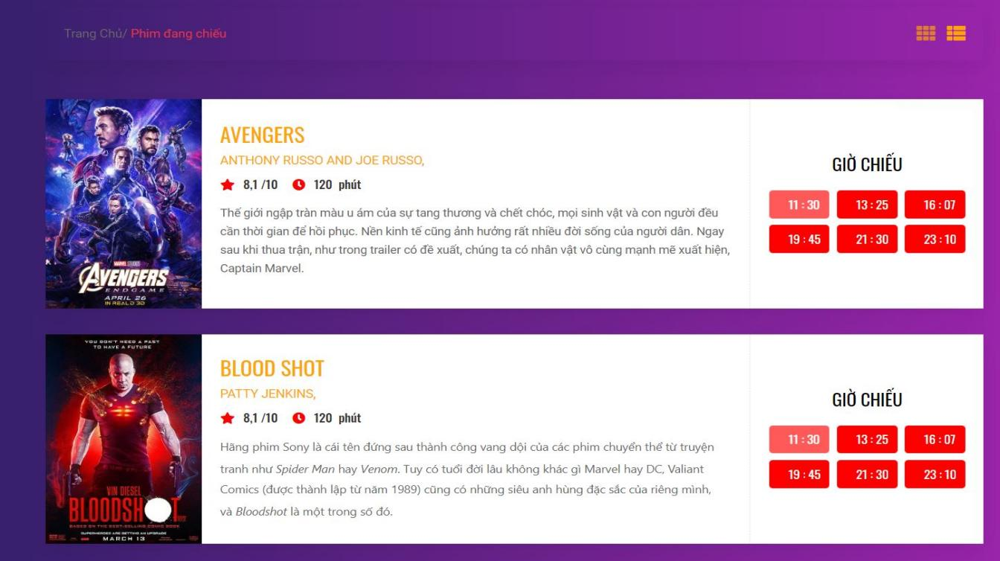 Trang Chủ/ Phim đang chiếu
MARVEL STUDIOS
AVENGERS
ENDGAME
APRIL 26
IN REALD 3D
AVENGERS
ANTHONY RUSSO AND JOE RUSSO,
8,1 /10 120 phút
Thế giới ngập tràn màu u ám của sự tang thương và chết chóc, mọi sinh vật và con người đều
cần thời gian để hồi phục. Nền kinh tế cũng ảnh hưởng rất nhiều đời sống của người dân. Ngay
sau khi thua trận, như trong trailer có đề xuất, chúng ta có nhân vật vô cùng mạnh mẽ xuất hiện,
Captain Marvel.
GIỜ CHIẾU
11 : 30 13 : 25 16 : 07
19 : 45 21 : 30 23 : 10
YOU DON'T NEED A PAST
TO HAVE A FUTURE
VIN DIESEL
BLOODSHOT
BASED ON THE BEST-SELLING COMIC BOOK
SUPERHEROES ARE GETTING AN UPGRADE
MARCH 13
BLOOD SHOT
PATTY JENKINS,
8,1 /10 120 phút
Hãng phim Sony là cái tên đứng sau thành công vang dội của các phim chuyển thể từ truyện
tranh như Spider Man hay Venom. Tuy có tuổi đời lâu không khác gì Marvel hay DC, Valiant
Comics (được thành lập từ năm 1989) cũng có những siêu anh hùng đặc sắc của riêng mình,
và Bloodshot là một trong số đó.
GIỜ CHIẾU
11 : 30 13 : 25 16 : 07
19 : 45 21 : 30 23 : 10